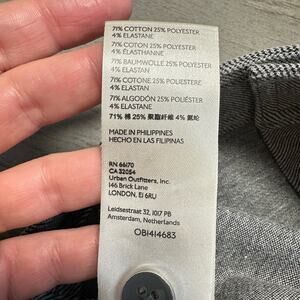 71% COTTON 25% POLYESTER
4% ELASTANE
71% COTON 25% POLYESTER
4% ÉLASTHANNE
71% BAUMWOLLE 25% POLYESTER
4% ELASTAN
71% COTONE 25% POLIESTERE
4% ELASTAN
71% ALGODÓN 25% POLIÉSTER
4% ELASTANO
71% 棉 25% 聚酯纤维 4% 氨纶
MADE IN PHILIPPINES
HECHO EN LAS FILIPINAS
RN 66170
CA 32054
Urban Outfitters, Inc.
146 Brick Lane
LONDON, E1 6RU
Leidsestraat 32, 1017 PB
Amsterdam, Netherlands
OB1414683